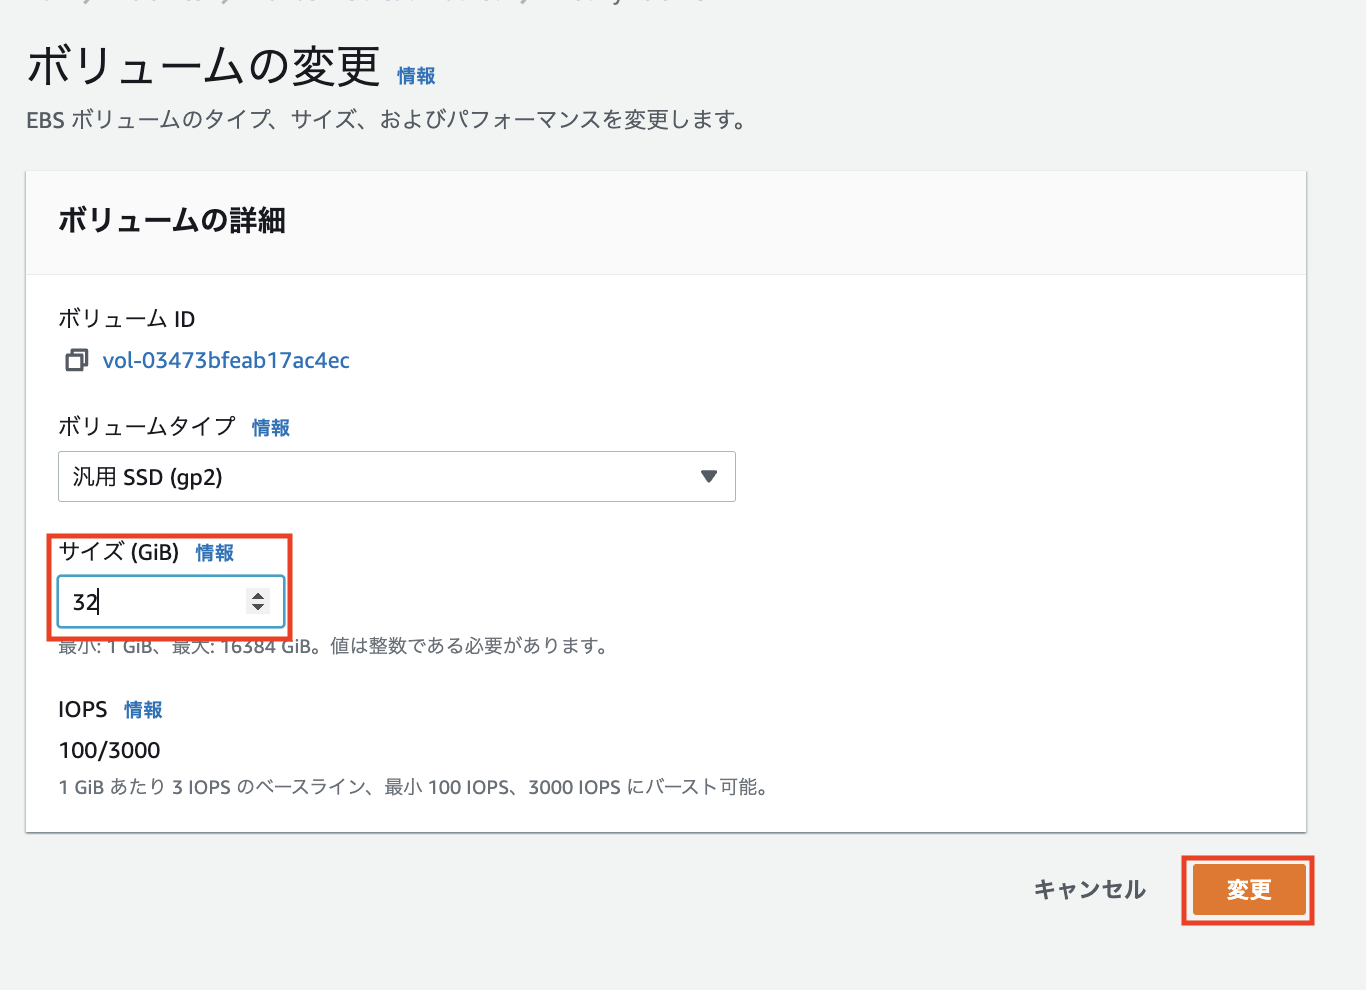 ボリュームの変更 情報
EBS ボリュームのタイプ、サイズ、およびパフォーマンスを変更します。
ボリュームの詳細
ボリューム ID
vol-03473bfeab17ac4ec
ボリュームタイプ 情報
汎用 SSD (gp2)
サイズ (GiB) 情報
32
最小: 1 GiB、最大: 16384 GiB。値は整数である必要があります。
IOPS 情報
100/3000
1 GiB あたり 3 IOPS のベースライン、最小 100 IOPS、3000 IOPS にバースト可能。
キャンセル 変更